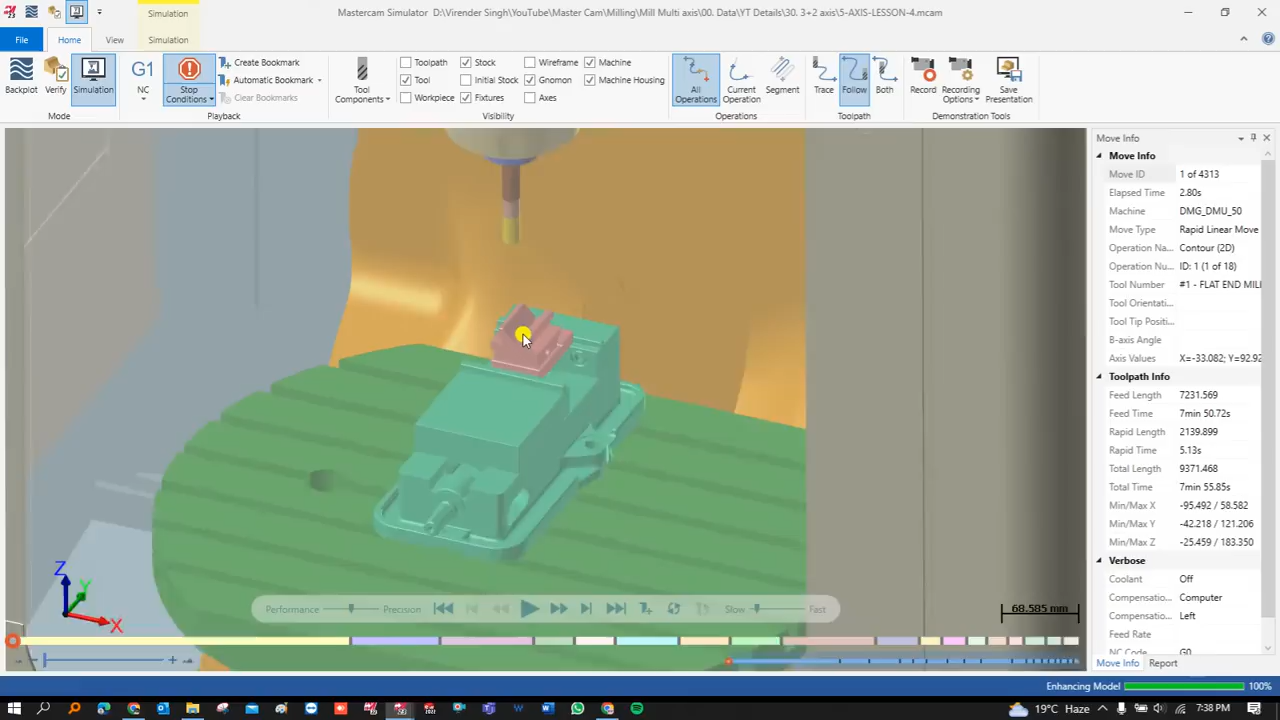 Simulation
Mastercam Simulator D:\Virender Singh\YouTube\Master Cam\Milling\Mill Multi axis\00. Data\YT Details\30. 3+2 axis\5-AXIS-LESSON-4.mcam
File
Home
View
Simulation
Backplot
Verify
Simulation
Mode
G1
NC
Stop
Conditions
Create Bookmark
Automatic Bookmark
Clear Bookmarks
Playback
Tool
Components
Toolpath
Stock
Wireframe
Machine
Tool
Initial Stock
Gnomon
Machine Housing
Workpiece
Fixtures
Axes
Visibility
All
Operations
Current
Operation
Segment
Operations
Trace
Follow
Both
Toolpath
Record
Recording
Options
Save
Presentation
Demonstration Tools
Move Info
Move Info
Move ID 1 of 4313
Elapsed Time 2.80s
Machine DMG_DMU_50
Move Type Rapid Linear Move
Operation Na... Contour (2D)
Operation Nu... ID: 1 (1 of 18)
Tool Number #1 - FLAT END MIL
Tool Orientati...
Tool Tip Positi...
B-axis Angle
Axis Values X=-33.082; Y=92.92
Toolpath Info
Feed Length 7231.569
Feed Time 7min 50.72s
Rapid Length 2139.899
Rapid Time 5.13s
Total Length 9371.468
Total Time 7min 55.85s
Min/Max X -95.492 / 58.582
Min/Max Y -42.218 / 121.206
Min/Max Z -25.459 / 183.350
Verbose
Coolant Off
Compensatio... Computer
Compensatio... Left
Feed Rate
NC Code G0
Move Info Report
Z
Y
X
Performance
Precision
Slow
Fast
68.585 mm
Enhancing Model 100%
19°C Haze
ENG
7:38 PM